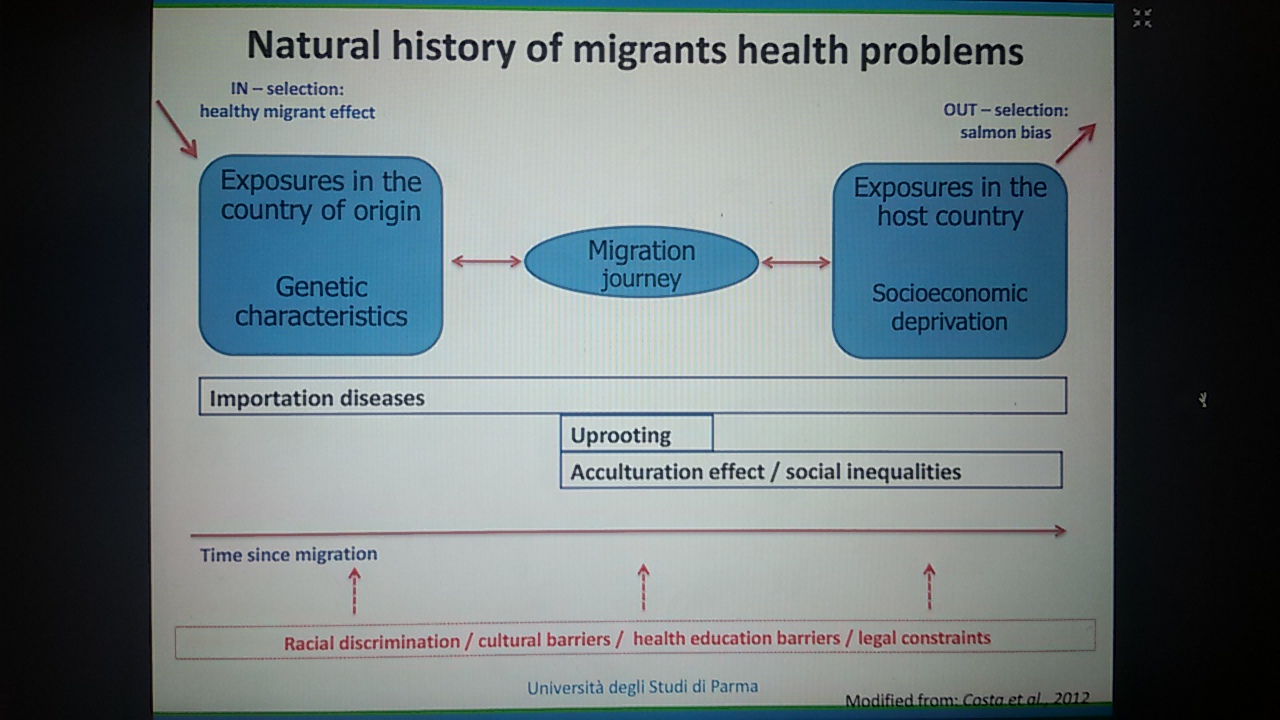 Natural history of migrants health problems
IN – selection:
healthy migrant effect
OUT – selection:
salmon bias
Exposures in the
country of origin
Genetic
characteristics
Migration
journey
Exposures in the
host country
Socioeconomic
deprivation
Importation diseases
Uprooting
Acculturation effect / social inequalities
Time since migration
Racial discrimination / cultural barriers / health education barriers / legal constraints
Università degli Studi di Parma
Modified from: Costa et al., 2012